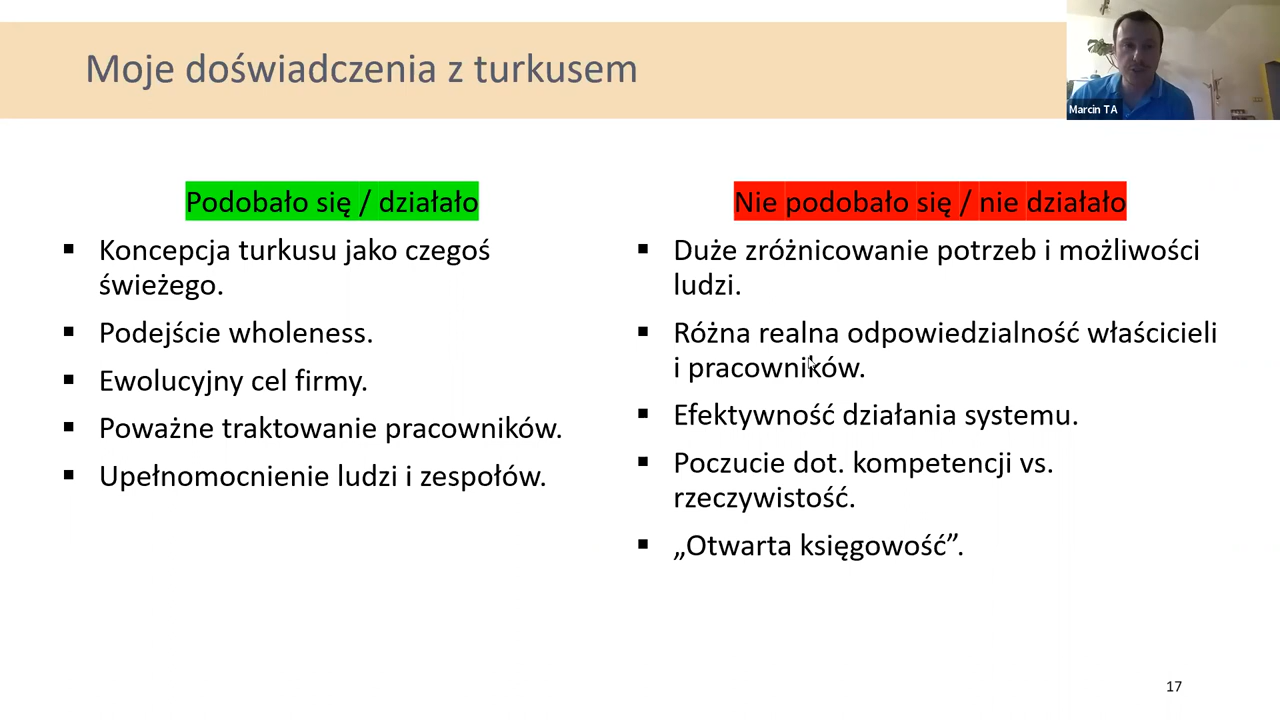 Moje doświadczenia z turkusem
Marcin TA
Podobało się / działało
▪ Koncepcja turkusu jako czegoś
świeżego.
▪ Podejście wholeness.
▪ Ewolucyjny cel firmy.
▪ Poważne traktowanie pracowników.
▪ Upełnomocnienie ludzi i zespołów.
Nie podobało się / nie działało
▪ Duże zróżnicowanie potrzeb i możliwości
ludzi.
▪ Różna realna odpowiedzialność właścicieli
i pracowników.
▪ Efektywność działania systemu.
▪ Poczucie dot. kompetencji vs.
rzeczywistość.
▪ „Otwarta księgowość”.
17